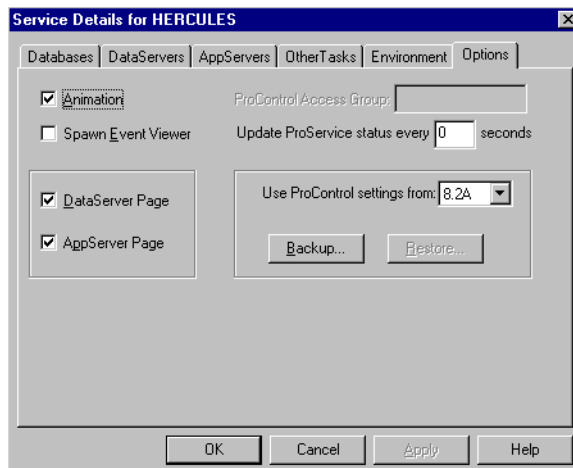 Service Details for HERCULES
Databases DataServers AppServers OtherTasks Environment Options
Animation ProControl Access Group:
Spawn Event Viewer Update ProService status every 0 seconds
DataServer Page Use ProControl settings from: 8.2A
AppServer Page Backup... Restore...
OK Cancel Apply Help